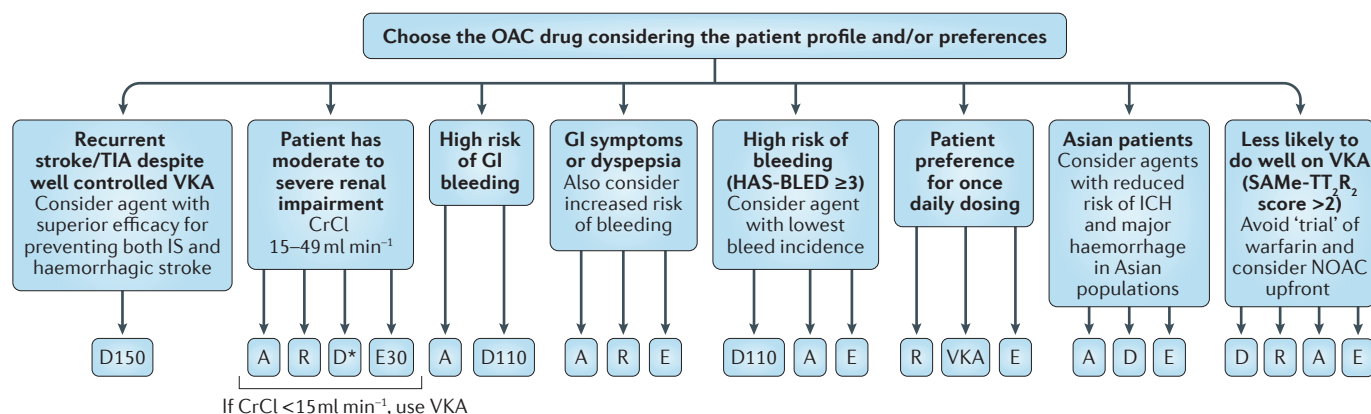 Choose the OAC drug considering the patient profile and/or preferences
Recurrent
stroke/TIA despite
well controlled VKA
Consider agent with
superior efficacy for
preventing both IS and
haemorrhagic stroke
D150
Patient has
moderate to
severe renal
impairment
CrCl
15–49 ml min⁻¹
A R D* E30
If CrCl <15 ml min⁻¹, use VKA
High risk
of GI
bleeding
A D110
GI symptoms
or dyspepsia
Also consider
increased risk
of bleeding
A R E
High risk of
bleeding
(HAS-BLED ≥3)
Consider agent
with lowest
bleed incidence
D110 A E
Patient
preference
for once
daily dosing
R VKA E
Asian patients
Consider agents
with reduced
risk of ICH
and major
haemorrhage
in Asian
populations
A D E
Less likely to
do well on VKA
(SAMe-TT₂R₂
score >2)
Avoid ‘trial’ of
warfarin and
consider NOAC
upfront
D R A E